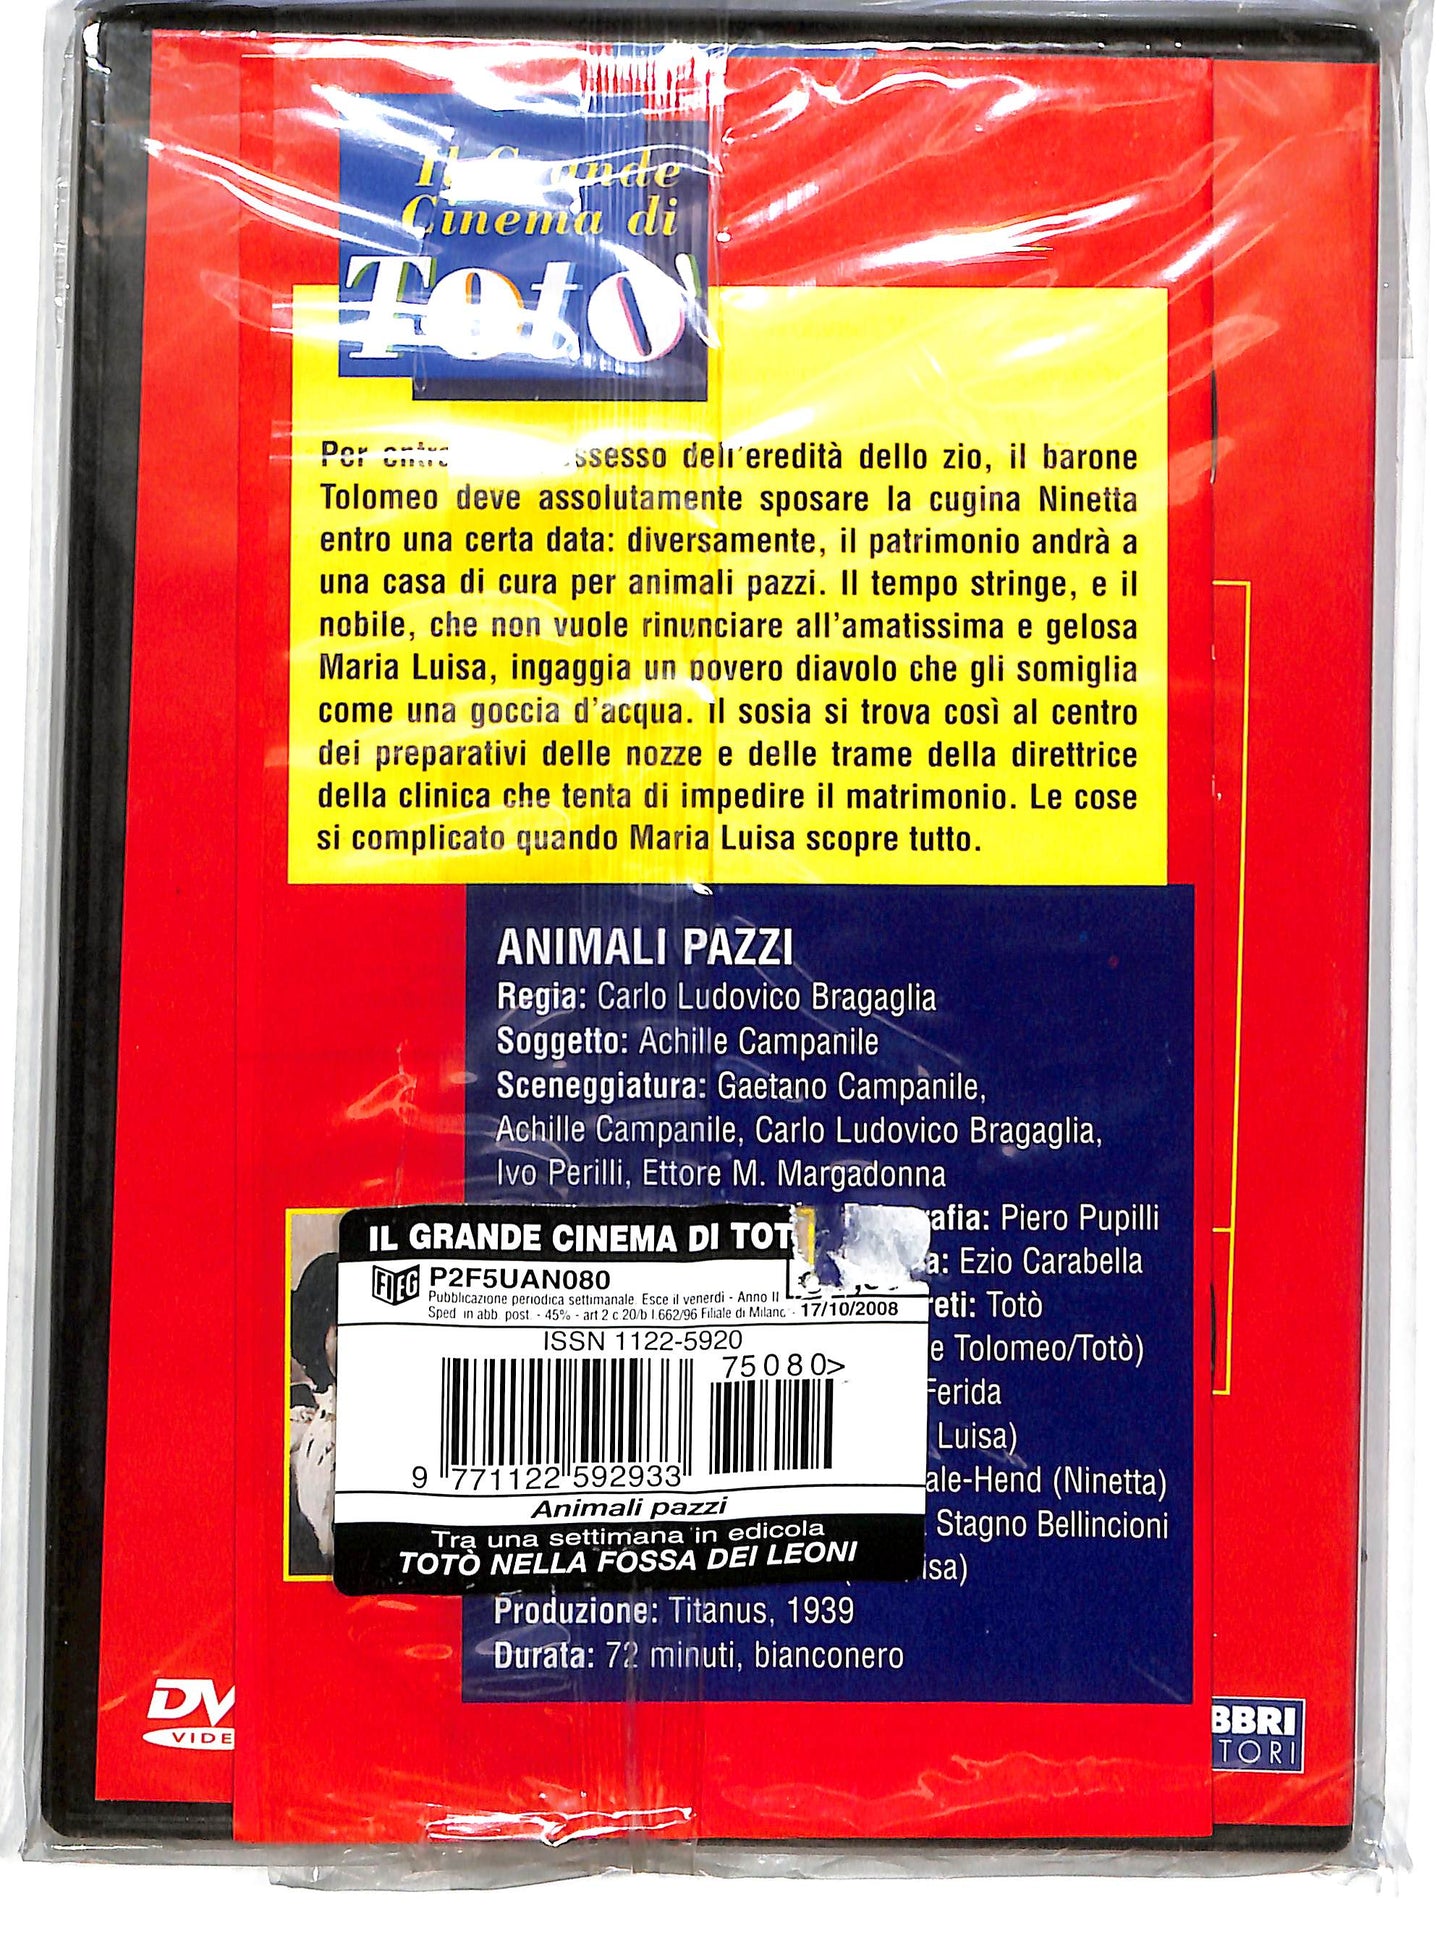 Il Grande
Cinema di
Totò
dell'eredità dello zio, il barone
Tolomeo deve assolutamente sposare la cugina Ninetta
entro una certa data: diversamente, il patrimonio andrà a
una casa di cura per animali pazzi. Il tempo stringe, e il
nobile, che non vuole rinunciare all'amatissima e gelosa
Maria Luisa, ingaggia un povero diavolo che gli somiglia
come una goccia d'acqua. Il sosia si trova così al centro
dei preparativi delle nozze e delle trame della direttrice
della clinica che tenta di impedire il matrimonio. Le cose
si complicato quando Maria Luisa scopre tutto.
ANIMALI PAZZI
Regia: Carlo Ludovico Bragaglia
Soggetto: Achille Campanile
Sceneggiatura: Gaetano Campanile,
Achille Campanile, Carlo Ludovico Bragaglia,
Ivo Perilli, Ettore M. Margadonna
Piero Pupilli
Ezio Carabella
Totò
Tolomeo/Totò)
Ferida
Luisa)
(Ninetta)
Stagno Bellincioni
Produzione: Titanus, 1939
Durata: 72 minuti, bianconero
IL GRANDE CINEMA DI TOT
FIEG P2F5UAN080
Pubblicazione periodica settimanale. Esce il venerdì - Anno II
Sped. in abb. post. - 45% - art 2 c 20/b l.662/96 Filiale di Milano - 17/10/2008
ISSN 1122-5920
75080>
9 771122 592933
Animali pazzi
Tra una settimana in edicola
TOTÒ NELLA FOSSA DEI LEONI
DV
VIDE
BBRI
TORI